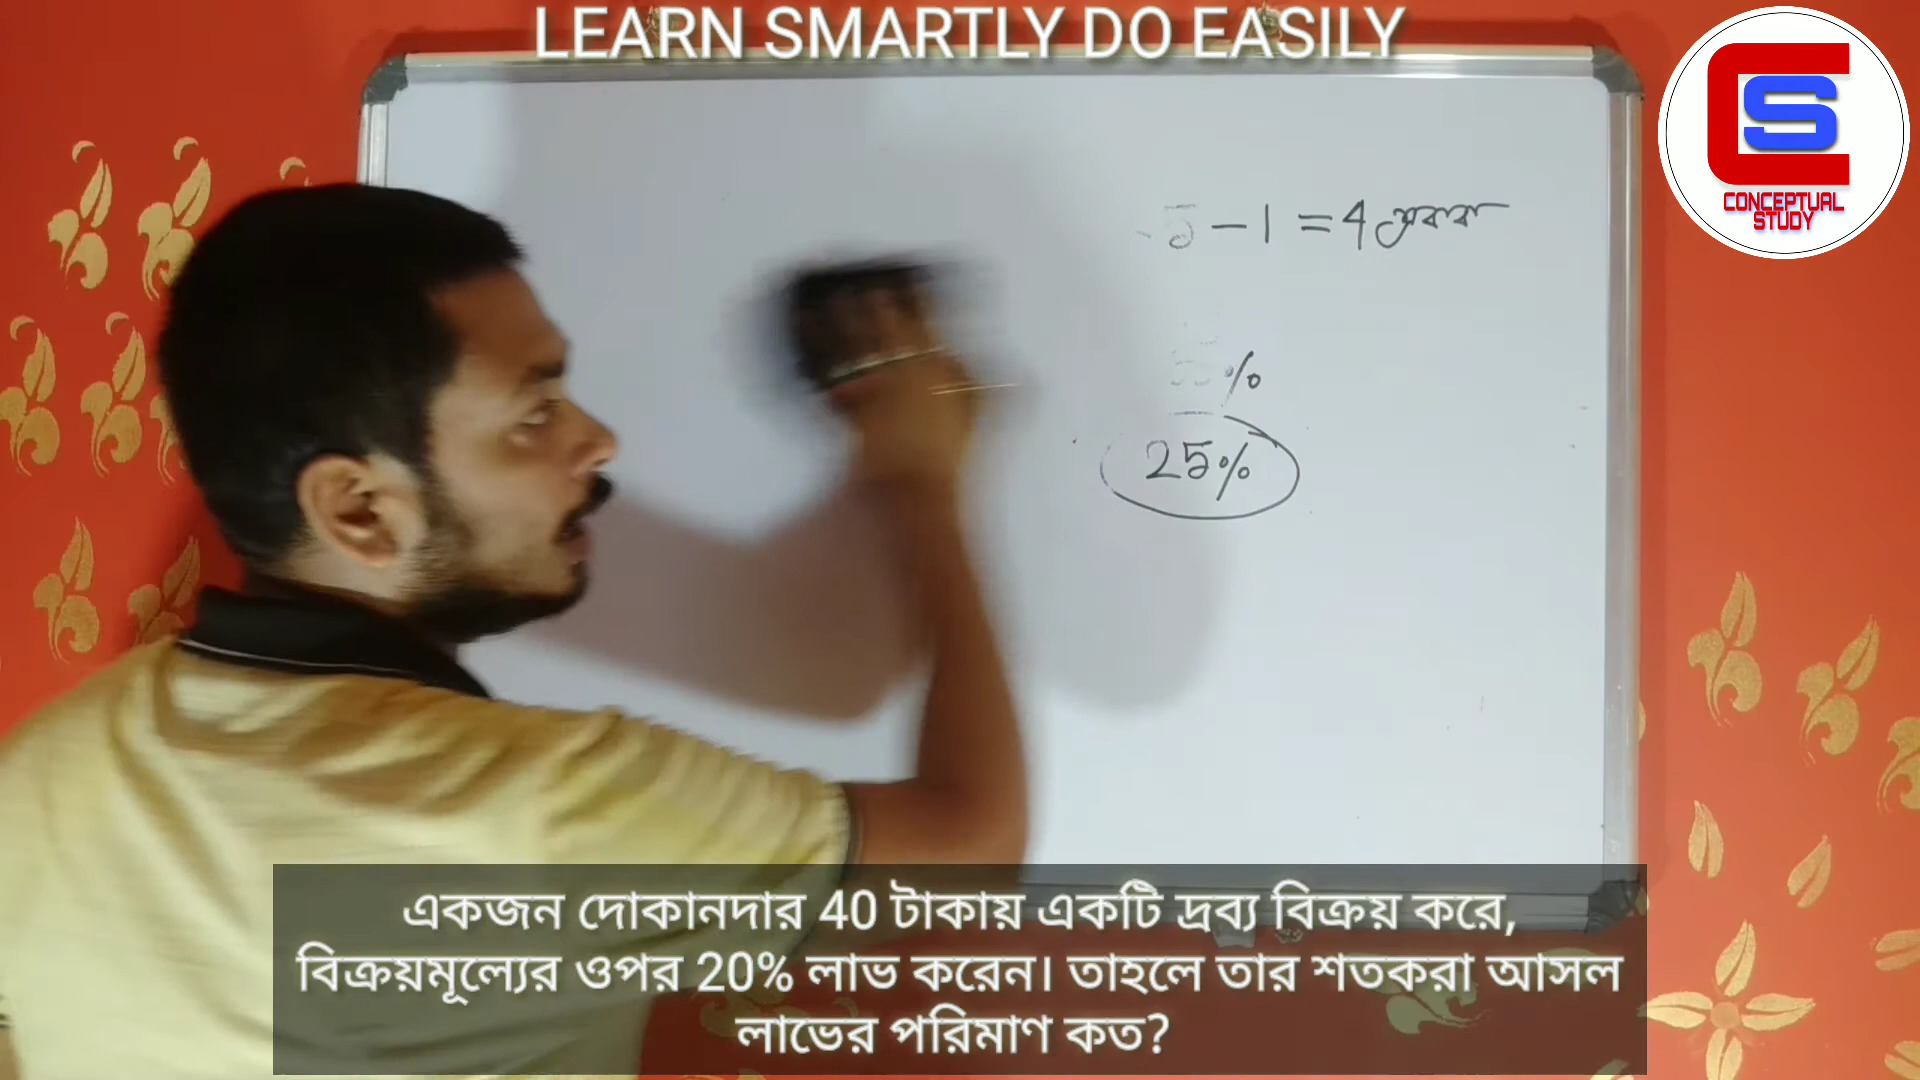 LEARN SMARTLY DO EASILY
CS
CONCEPTUAL
STUDY
5 - 1 = 4
%
25%
একজন দোকানদার 40 টাকায় একটি দ্রব্য বিক্রয় করে,
বিক্রয়মূল্যের ওপর 20% লাভ করেন। তাহলে তার শতকরা আসল
লাভের পরিমাণ কত?